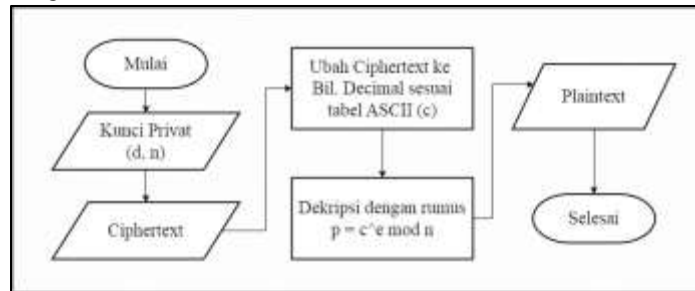 Mulai
Kunci Privat
(d, n)
Ciphertext
Ubah Ciphertext ke
Bil. Decimal sesuai
tabel ASCII (c)
Dekripsi dengan rumus
p = c^e mod n
Plaintext
Selesai